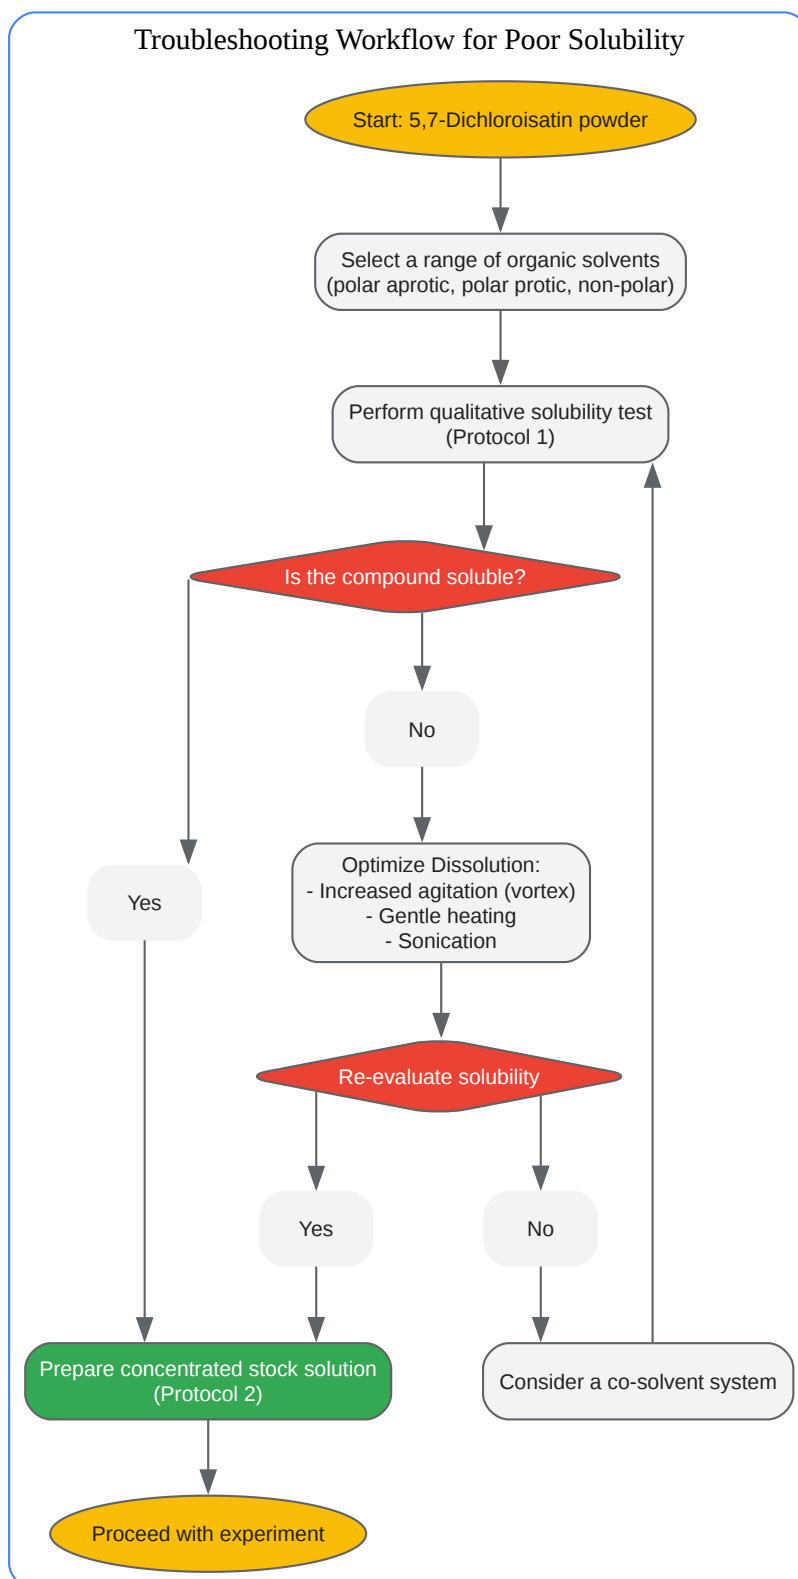 Troubleshooting Workflow for Poor Solubility
Start: 5,7-Dichloroisatin powder
Select a range of organic solvents
(polar aprotic, polar protic, non-polar)
Perform qualitative solubility test
(Protocol 1)
Is the compound soluble?
No
Yes
Optimize Dissolution:
- Increased agitation (vortex)
- Gentle heating
- Sonication
Re-evaluate solubility
Yes
No
Prepare concentrated stock solution
(Protocol 2)
Consider a co-solvent system
Proceed with experiment